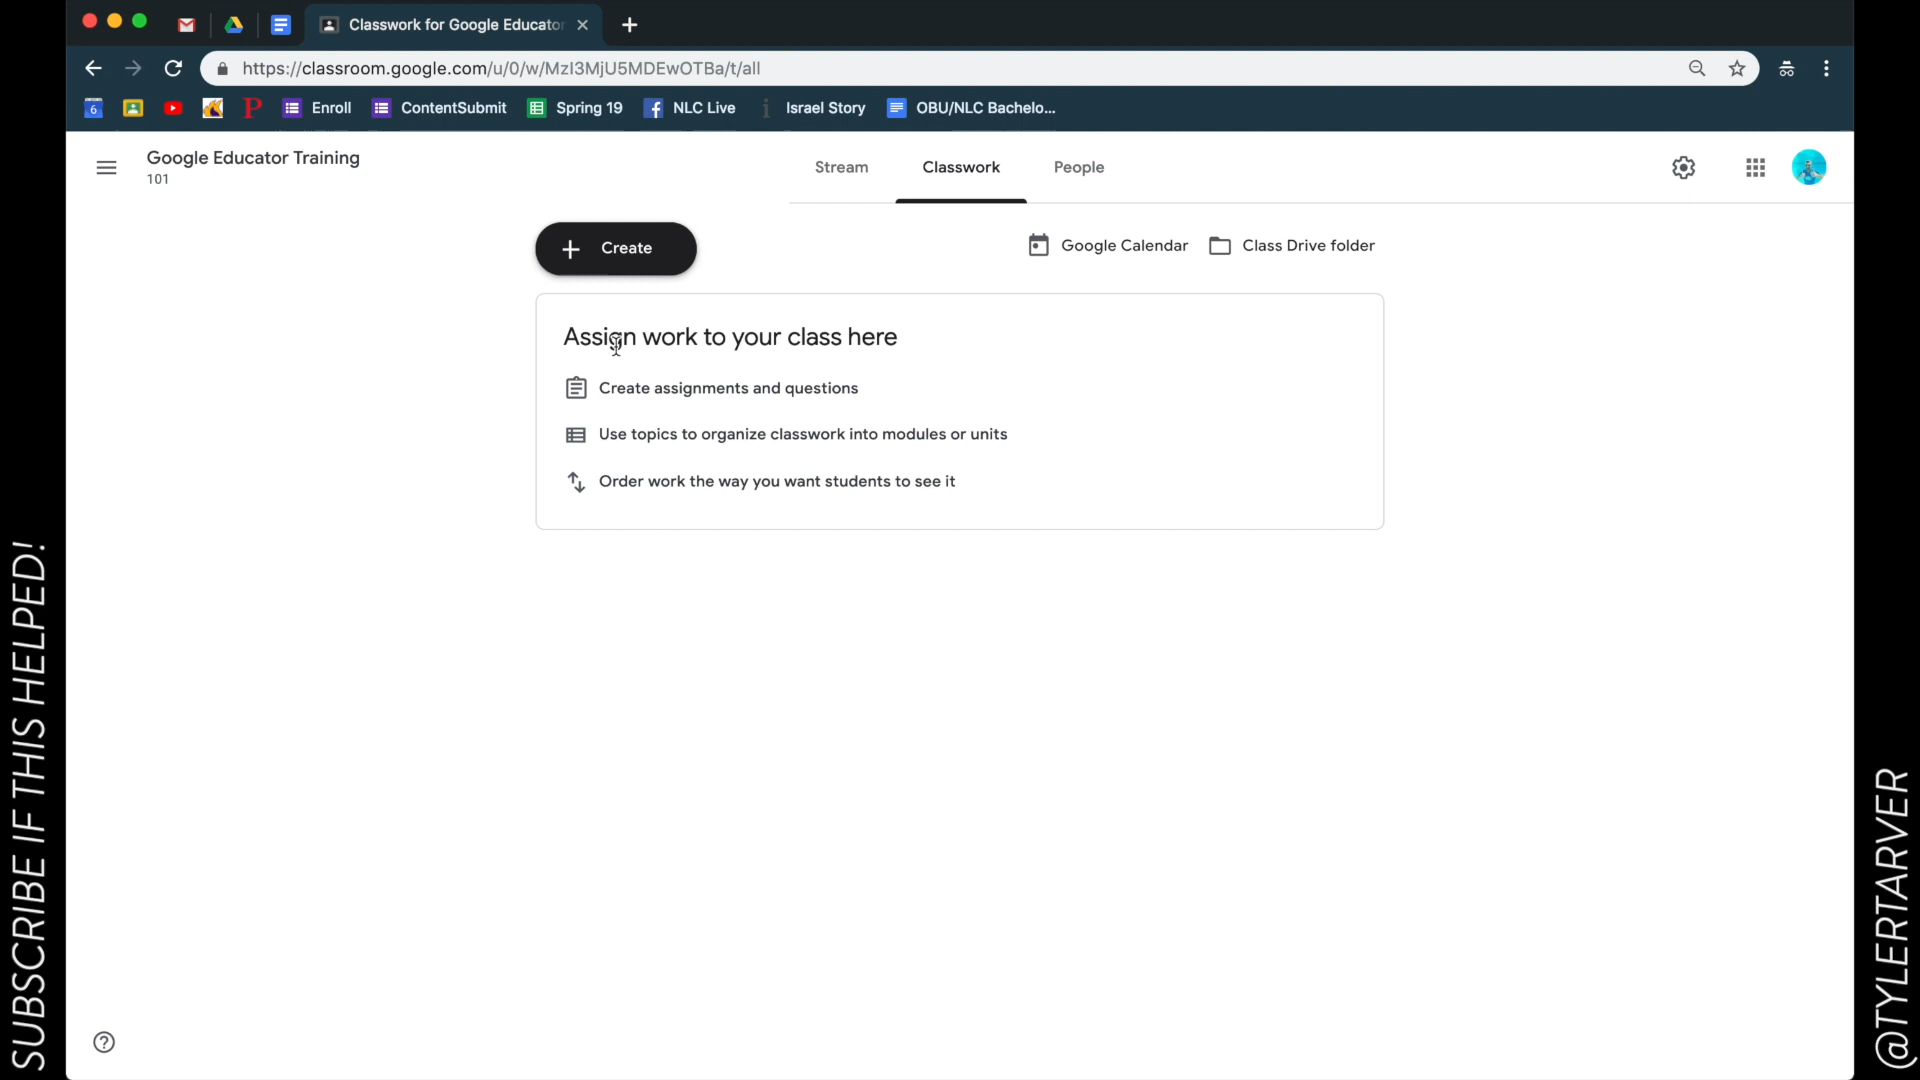 Classwork for Google Educator
https://classroom.google.com/u/0/w/MzI3MjU5MDEwOTBa/t/all
6
P
Enroll
ContentSubmit
Spring 19
NLC Live
Israel Story
OBU/NLC Bachelo...
Google Educator Training
101
Stream
Classwork
People
Create
Google Calendar
Class Drive folder
Assign work to your class here
Create assignments and questions
Use topics to organize classwork into modules or units
Order work the way you want students to see it
SUBSCRIBE IF THIS HELPED!
@TYLERTARVER